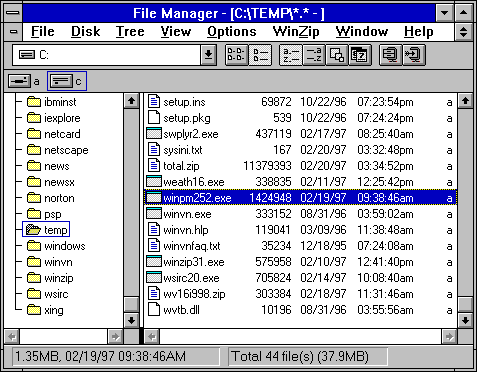 File Manager - [C:\TEMP\*.* - ]
File Disk Tree View Options WinZip Window Help
C:
a c
ibminst
iexplore
netcard
netscape
news
newsx
norton
psp
temp
windows
winvn
winzip
wsirc
xing
setup.ins 69872 10/22/96 07:23:54pm a
setup.pkg 539 10/22/96 07:24:24pm a
swplyr2.exe 437119 02/17/97 08:25:40am a
sysini.txt 167 02/20/97 03:32:48pm a
total.zip 11379393 02/20/97 03:34:52pm a
weath16.exe 338835 02/11/97 12:25:42pm a
winpm252.exe 1424948 02/19/97 09:38:46am a
winvn.exe 333152 08/31/96 03:59:02am a
winvn.hlp 119041 03/09/96 11:38:48am a
winvnfaq.txt 35234 12/18/95 07:24:08am a
winzip31.exe 575958 02/10/97 12:41:40pm a
wsirc20.exe 705824 02/14/97 10:08:40am a
wv16i998.zip 303384 02/18/97 11:31:46am a
wvtb.dll 10196 08/31/96 03:55:56am a
1.35MB, 02/19/97 09:38:46AM Total 44 file(s) (37.9MB)